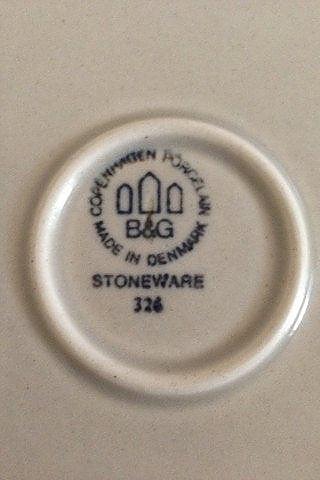 COPENHAGEN PORCELAIN
B&G
MADE IN DENMARK
STONEWARE
326